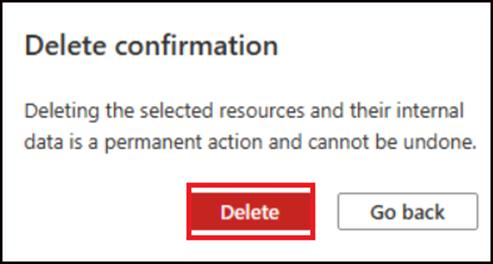 Delete confirmation
Deleting the selected resources and their internal
data is a permanent action and cannot be undone.
Delete
Go back